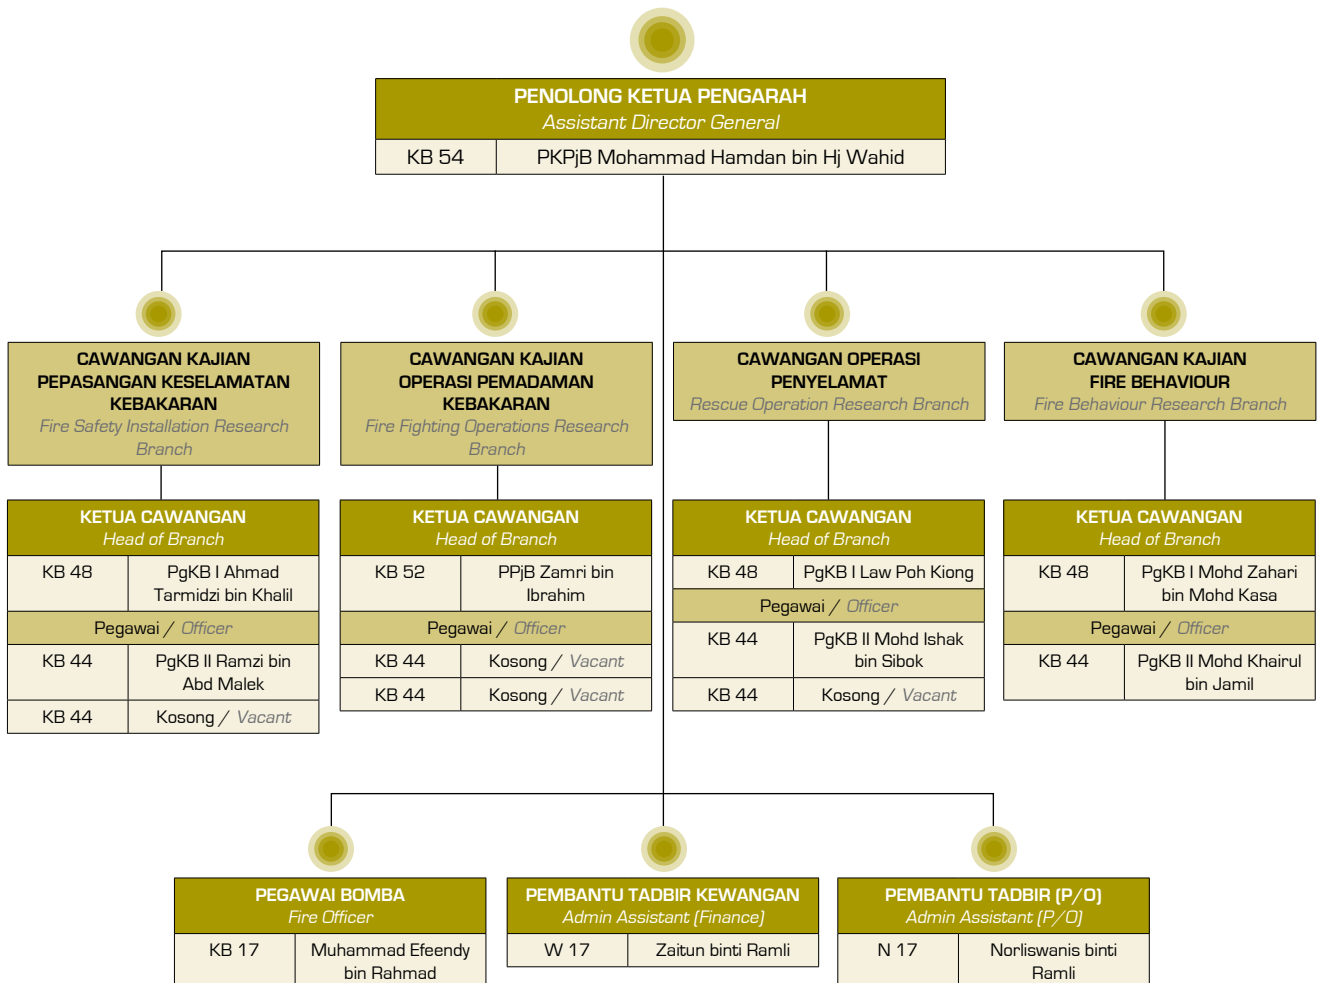 PENOLONG KETUA PENGARAH
Assistant Director General
KB 54 PKPjB Mohammad Hamdan bin Hj Wahid
CAWANGAN KAJIAN
PEPASANGAN KESELAMATAN
KEBAKARAN
Fire Safety Installation Research
Branch
KETUA CAWANGAN
Head of Branch
KB 48 PgKB I Ahmad
Tarmidzi bin Khalil
Pegawai / Officer
KB 44 PgKB II Ramzi bin
Abd Malek
KB 44 Kosong / Vacant
CAWANGAN KAJIAN
OPERASI PEMADAMAN
KEBAKARAN
Fire Fighting Operations Research
Branch
KETUA CAWANGAN
Head of Branch
KB 52 PPjB Zamri bin
Ibrahim
Pegawai / Officer
KB 44 Kosong / Vacant
KB 44 Kosong / Vacant
CAWANGAN OPERASI
PENYELAMAT
Rescue Operation Research Branch
KETUA CAWANGAN
Head of Branch
KB 48 PgKB I Law Poh Kiong
Pegawai / Officer
KB 44 PgKB II Mohd Ishak
bin Sibok
KB 44 Kosong / Vacant
CAWANGAN KAJIAN
FIRE BEHAVIOUR
Fire Behaviour Research Branch
KETUA CAWANGAN
Head of Branch
KB 48 PgKB I Mohd Zahari
bin Mohd Kasa
Pegawai / Officer
KB 44 PgKB II Mohd Khairul
bin Jamil
PEGAWAI BOMBA
Fire Officer
KB 17 Muhammad Efeendy
bin Rahmad
PEMBANTU TADBIR KEWANGAN
Admin Assistant (Finance)
W 17 Zaitun binti Ramli
PEMBANTU TADBIR (P/O)
Admin Assistant (P/O)
N 17 Norliswanis binti
Ramli